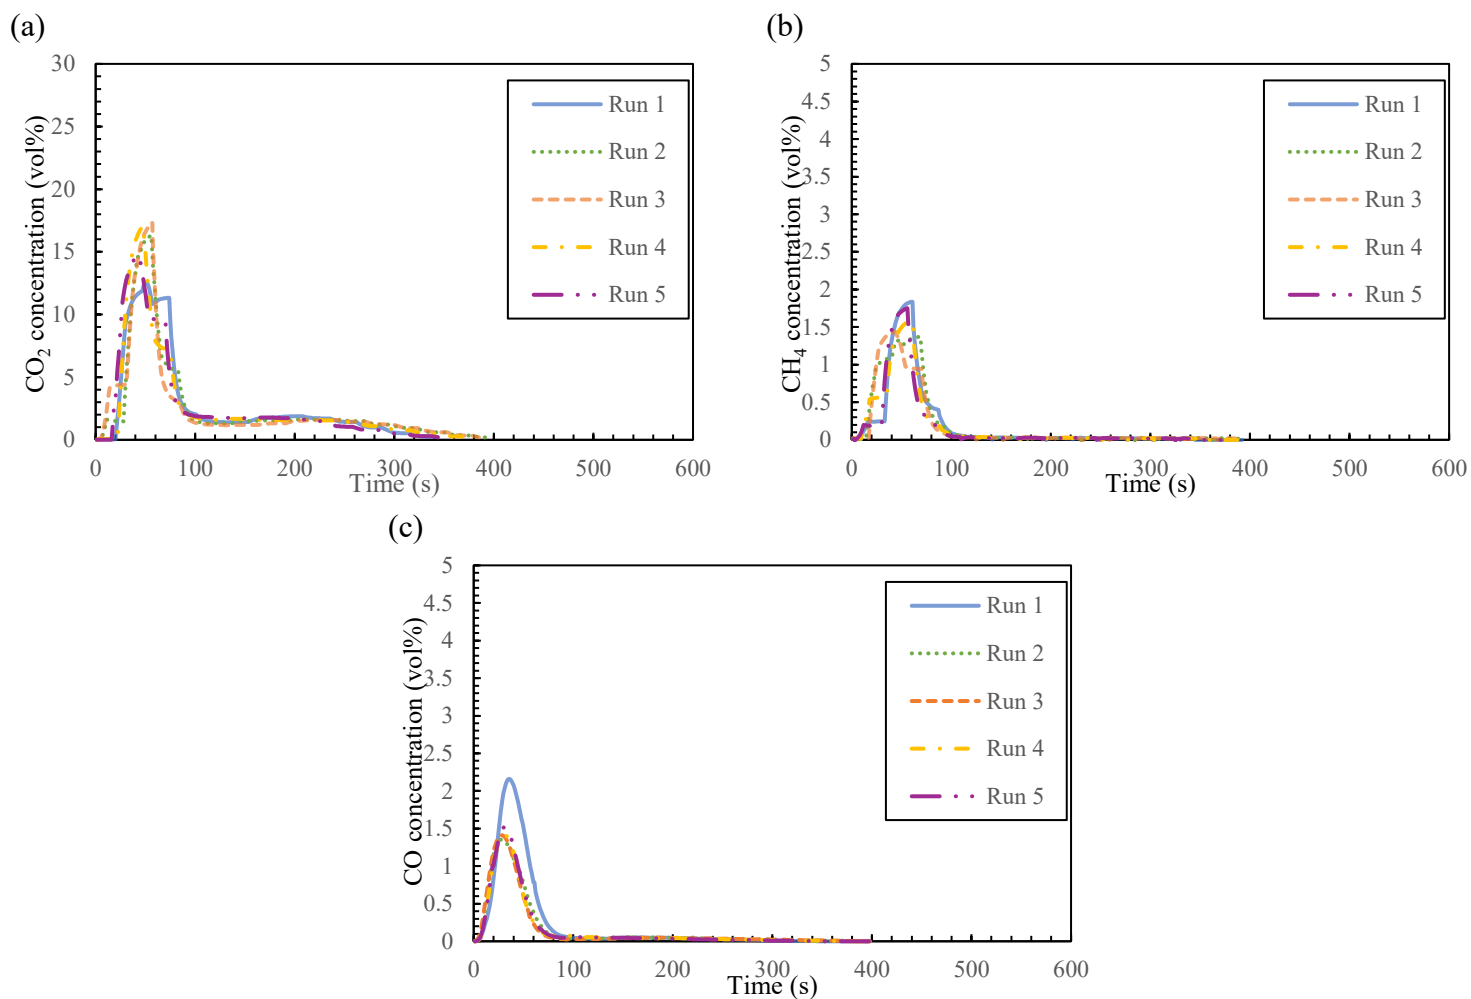 (a)
CO2 concentration (vol%)
30
25
20
15
10
5
0
0 100 200 300 400 500 600
Time (s)
Run 1
Run 2
Run 3
Run 4
Run 5
(b)
CH4 concentration (vol%)
5
4.5
4
3.5
3
2.5
2
1.5
1
0.5
0
0 100 200 300 400 500 600
Time (s)
Run 1
Run 2
Run 3
Run 4
Run 5
(c)
CO concentration (vol%)
5
4.5
4
3.5
3
2.5
2
1.5
1
0.5
0
0 100 200 300 400 500 600
Time (s)
Run 1
Run 2
Run 3
Run 4
Run 5